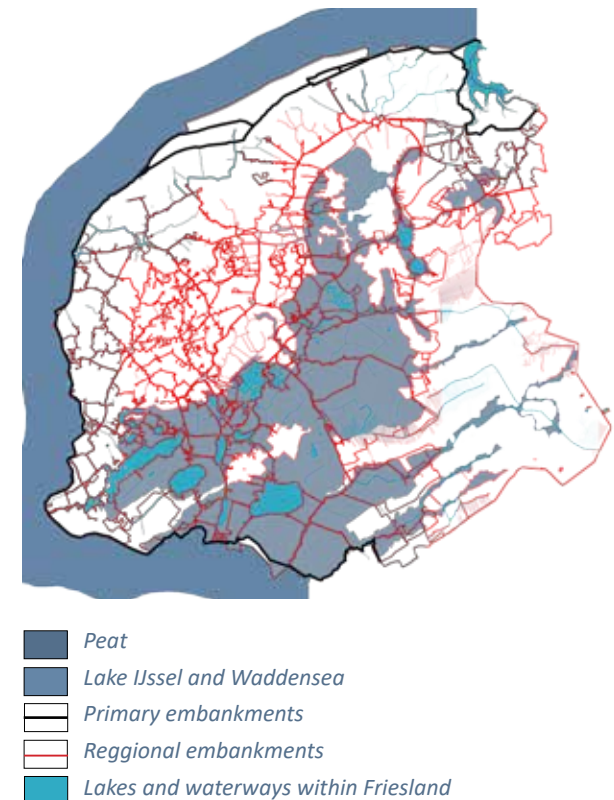 Peat
Lake IJssel and Waddensea
Primary embankments
Reggional embankments
Lakes and waterways within Friesland